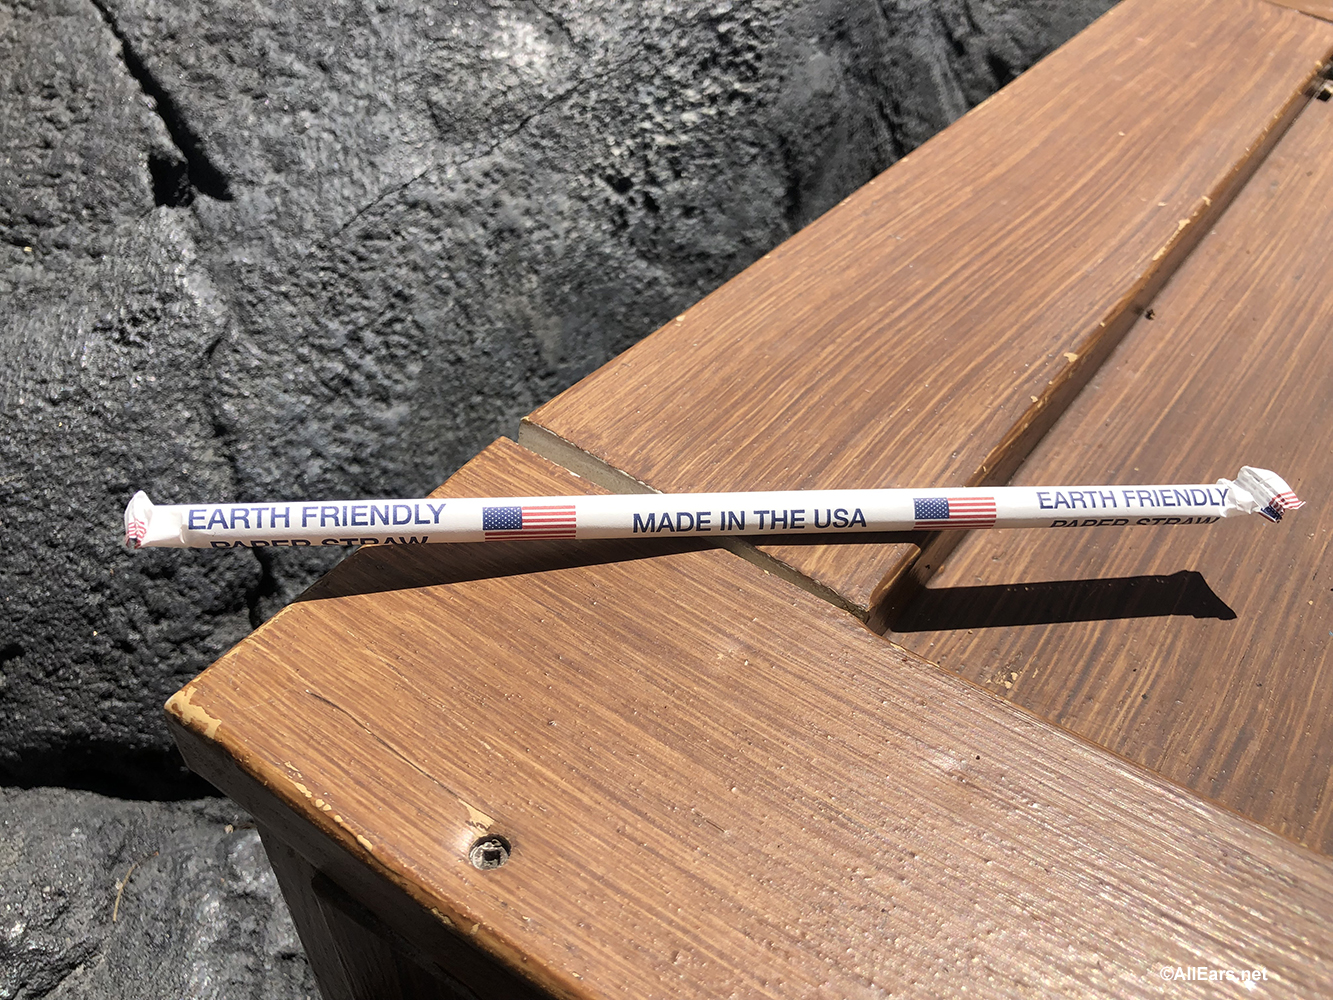 EARTH FRIENDLY
PAPER STRAW
MADE IN THE USA
EARTH FRIENDLY
PAPER STRAW
©AllEars.net